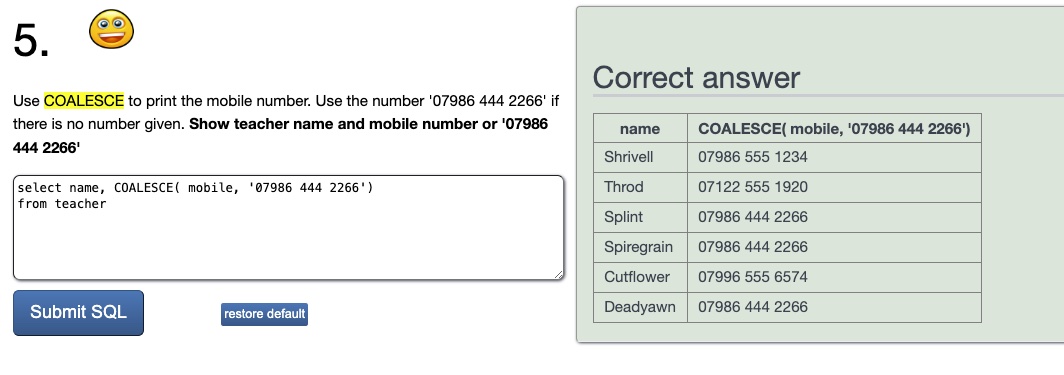 5.
Use COALESCE to print the mobile number. Use the number '07986 444 2266' if
there is no number given. Show teacher name and mobile number or '07986
444 2266'
select name, COALESCE( mobile, '07986 444 2266')
from teacher
Submit SQL
restore default
Correct answer
name COALESCE( mobile, '07986 444 2266')
Shrivell 07986 555 1234
Throd 07122 555 1920
Splint 07986 444 2266
Spiregrain 07986 444 2266
Cutflower 07996 555 6574
Deadyawn 07986 444 2266